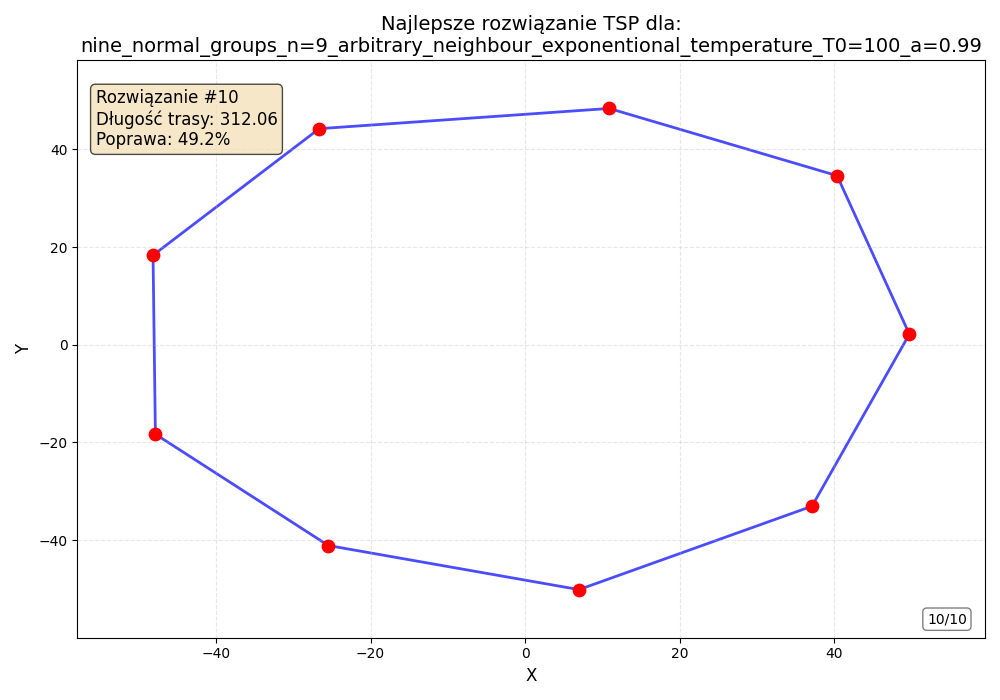 Najlepsze rozwiązanie TSP dla:
nine_normal_groups_n=9_arbitrary_neighbour_exponential_temperature_T0=100_a=0.99
Rozwiązanie #10
Długość trasy: 312.06
Poprawa: 49.2%
40
20
0
−20
−40
Y
10/10
−40
−20
0
20
40
X